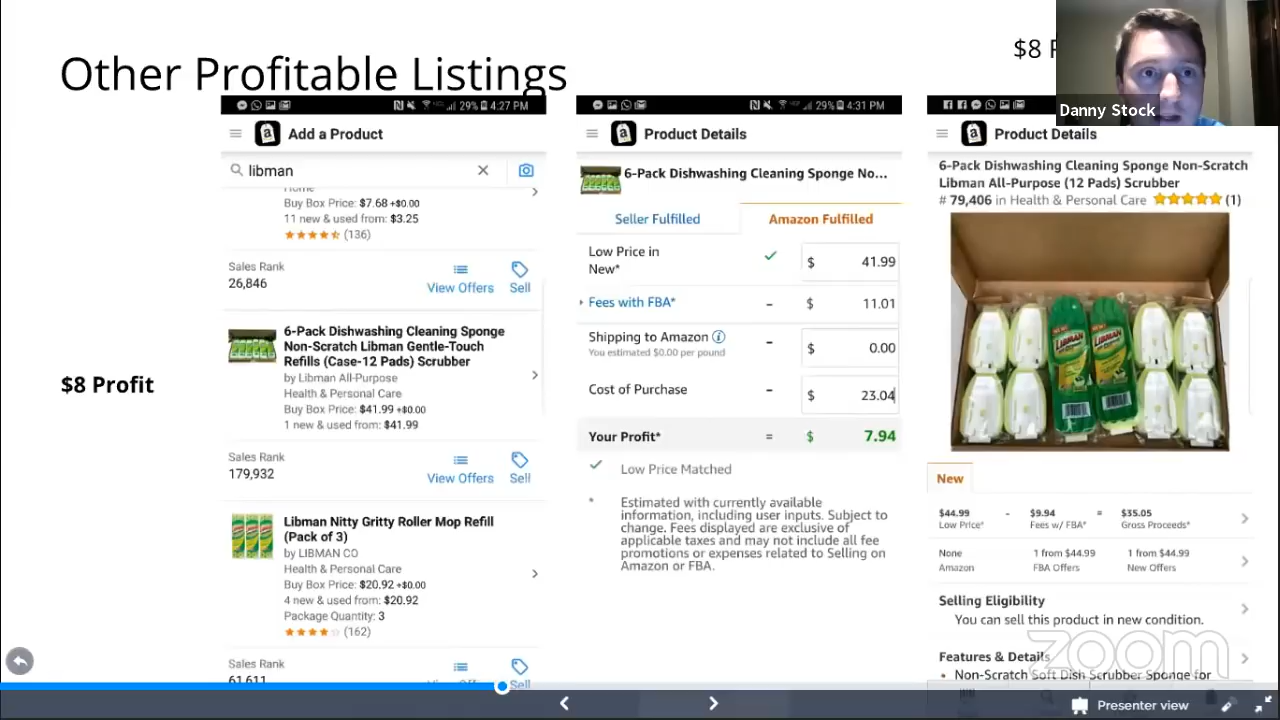 Other Profitable Listings
$8 P
Danny Stock
$8 Profit
29% 4:27 PM
Add a Product
libman
Home
Buy Box Price: $7.68 +$0.00
11 new & used from: $3.25
(136)
Sales Rank
26,846
View Offers
Sell
6-Pack Dishwashing Cleaning Sponge
Non-Scratch Libman Gentle-Touch
Refills (Case-12 Pads) Scrubber
by Libman All-Purpose
Health & Personal Care
Buy Box Price: $41.99 +$0.00
1 new & used from: $41.99
Sales Rank
179,932
View Offers
Sell
Libman Nitty Gritty Roller Mop Refill
(Pack of 3)
by LIBMAN CO
Health & Personal Care
Buy Box Price: $20.92 +$0.00
4 new & used from: $20.92
Package Quantity: 3
(162)
Sales Rank
61,611
View Offers
Sell
29% 4:31 PM
Product Details
6-Pack Dishwashing Cleaning Sponge No...
Seller Fulfilled
Amazon Fulfilled
Low Price in
New*
$ 41.99
Fees with FBA*
- $ 11.01
Shipping to Amazon
You estimated $0.00 per pound
- $ 0.00
Cost of Purchase
- $ 23.04
Your Profit* = $ 7.94
Low Price Matched
* Estimated with currently available
information, including user inputs. Subject to
change. Fees displayed are exclusive of
applicable taxes and may not include all fee
promotions or expenses related to Selling on
Amazon or FBA.
Product Details
6-Pack Dishwashing Cleaning Sponge Non-Scratch
Libman All-Purpose (12 Pads) Scrubber
# 79,406 in Health & Personal Care (1)
LIBMAN LIBMAN
New
$44.99 - $9.94 = $35.05
Low Price* Fees w/ FBA* Gross Proceeds*
None 1 from $44.99 1 from $44.99
Amazon FBA Offers New Offers
Selling Eligibility
You can sell this product in new condition.
Features & Details
• Non-Scratch Soft Dish Scrubber Sponge for
zoom
Presenter view